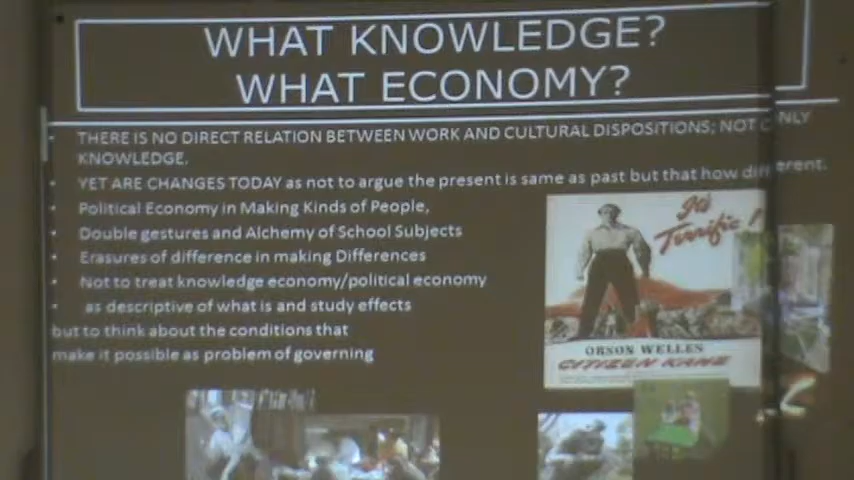 WHAT KNOWLEDGE?
WHAT ECONOMY?
THERE IS NO DIRECT RELATION BETWEEN WORK AND CULTURAL DISPOSITIONS; NOT ONLY
KNOWLEDGE.
YET ARE CHANGES TODAY as not to argue the present is same as past but that how different.
Political Economy in Making Kinds of People,
Double gestures and Alchemy of School Subjects
Erasures of difference in making Differences
Not to treat knowledge economy/political economy
as descriptive of what is and study effects
but to think about the conditions that
make it possible as problem of governing
It's
Terrific!
ORSON WELLES
CITIZEN KANE